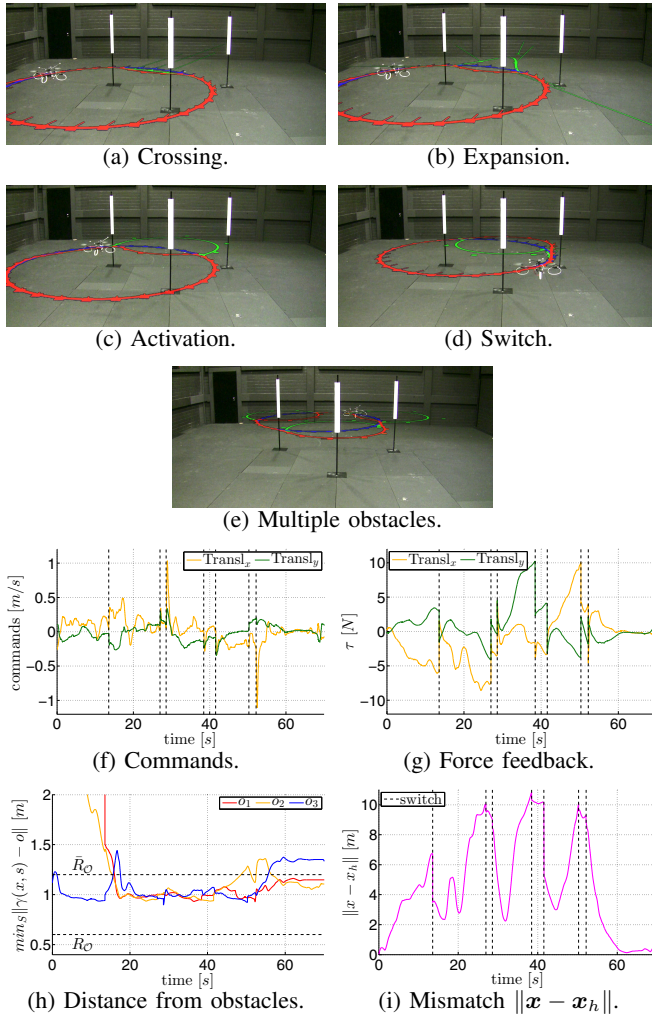 (a) Crossing.
(b) Expansion.
(c) Activation.
(d) Switch.
(e) Multiple obstacles.
commands [m/s]
1
0.5
0
−0.5
−1
Transl_x Transl_y
0 20 40 60
time [s]
(f) Commands.
τ [N]
10
5
0
−5
−10
Transl_x Transl_y
0 20 40 60
time [s]
(g) Force feedback.
min_s‖γ(x, s) − o‖ [m]
2
1.5
1
0.5
o₁ o₂ o₃
R̄_𝒪
R_𝒪
0 20 40 60
time [s]
(h) Distance from obstacles.
‖x − x_h‖ [m]
10
8
6
4
2
0
switch
0 20 40 60
time [s]
(i) Mismatch ‖x − x_h‖.